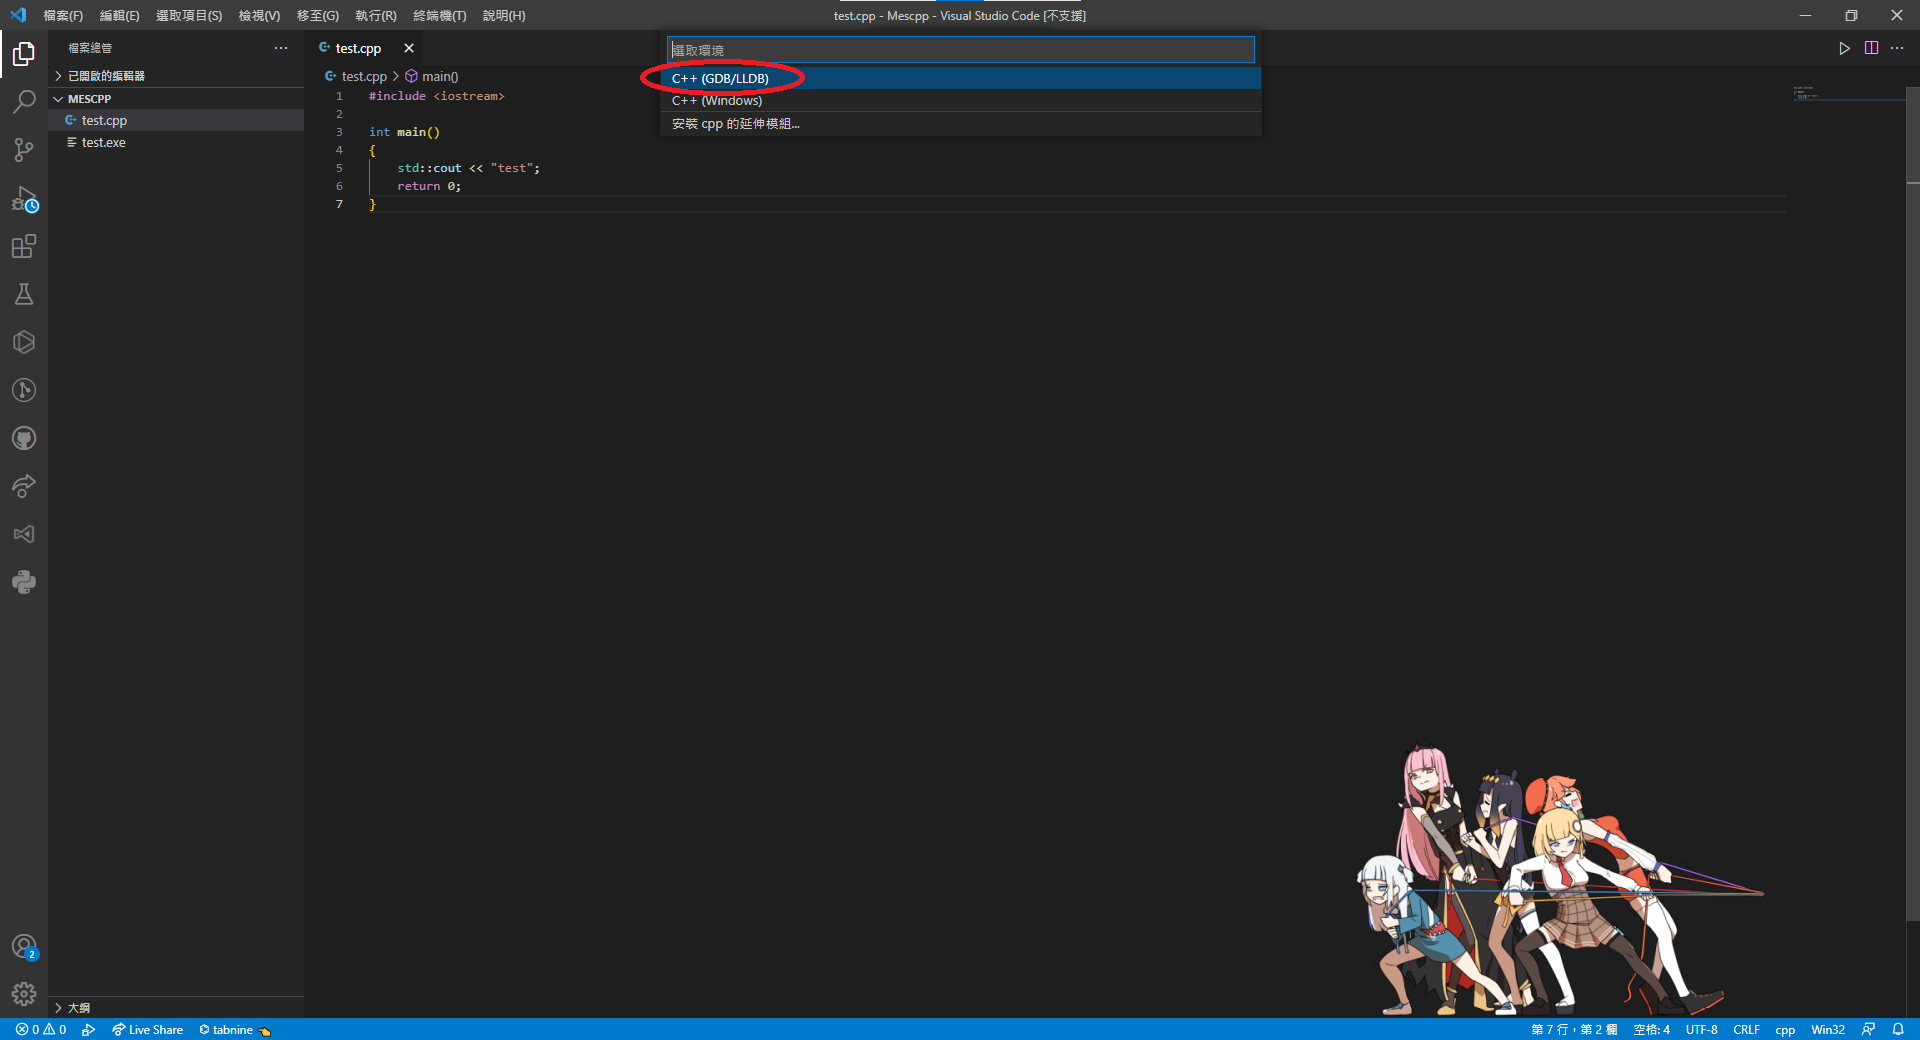 檔案(F) 編輯(E) 選取項目(S) 檢視(V) 移至(G) 執行(R) 終端機(T) 說明(H)
test.cpp - Mescpp - Visual Studio Code [不支援]
檔案總管
已開啟的編輯器
MESCPP
test.cpp
test.exe
大綱
test.cpp
test.cpp > main()
選取環境
C++ (GDB/LLDB)
C++ (Windows)
安裝 cpp 的延伸模組...
1 #include <iostream>
2
3 int main()
4 {
5 std::cout << "test";
6 return 0;
7 }
2
0 0 Live Share tabnine
第 7 行，第 2 欄 空格: 4 UTF-8 CRLF cpp Win32